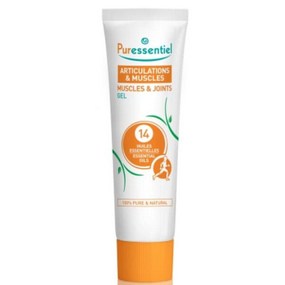 Puressentiel
ARTICULATIONS
& MUSCLES
MUSCLES & JOINTS
GEL
14
HUILES
ESSENTIELLES
ESSENTIAL
OILS
100% PURE & NATURAL